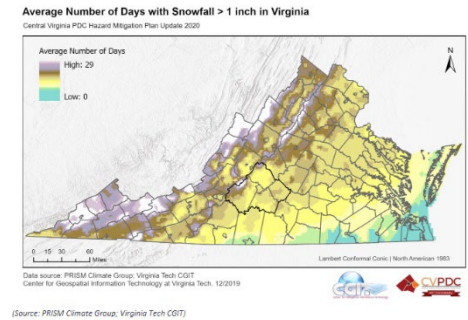 Average Number of Days with Snowfall > 1 inch in Virginia
Central Virginia PDC Hazard Mitigation Plan Update 2020
Average Number of Days
High: 29
Low: 0
N
0 15 30 60
Miles
Lambert Conformal Conic | North American 1983
Data source: PRISM Climate Group; Virginia Tech CGIT
Center for Geospatial Information Technology at Virginia Tech. 12/2019
CGIT
CVPDC
(Source: PRISM Climate Group; Virginia Tech CGIT)